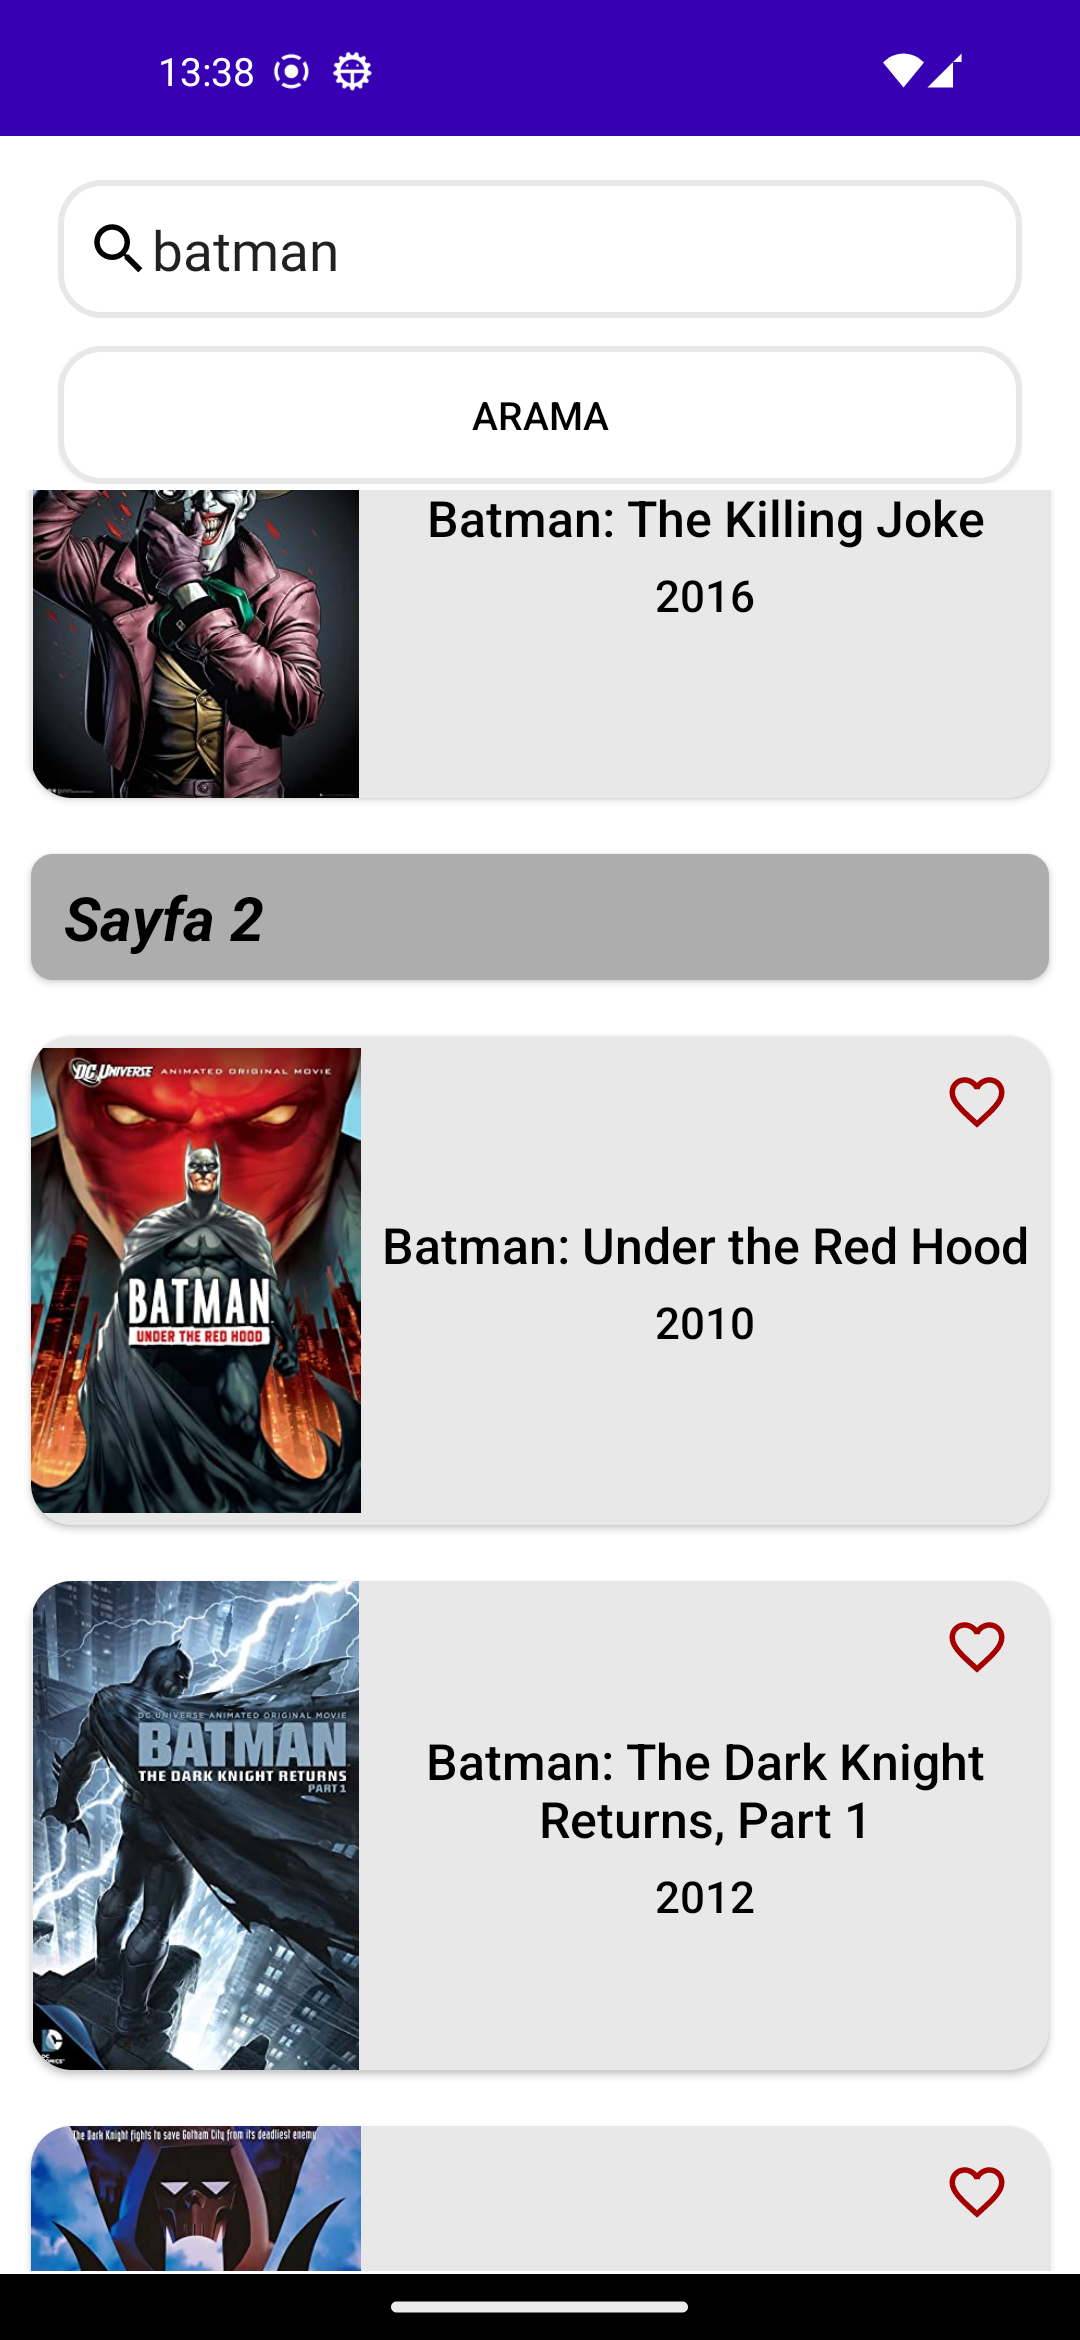 13:38
batman
ARAMA
Batman: The Killing Joke
2016
Sayfa 2
DC UNIVERSE ANIMATED ORIGINAL MOVIE
BATMAN
UNDER THE RED HOOD
Batman: Under the Red Hood
2010
DC UNIVERSE ANIMATED ORIGINAL MOVIE
BATMAN
THE DARK KNIGHT RETURNS
PART 1
DC
COMICS
Batman: The Dark Knight
Returns, Part 1
2012
The Dark Knight fights to save Gotham City from its deadliest enemy.